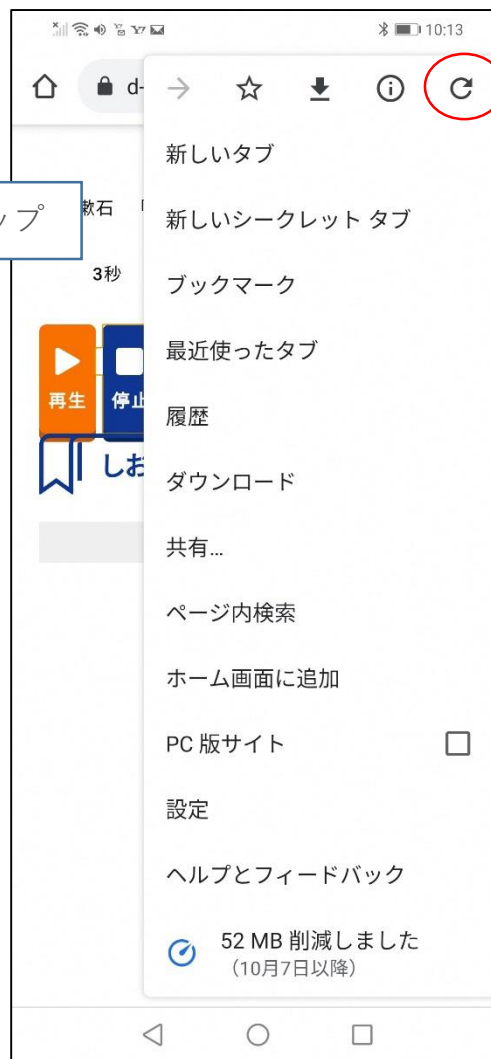 10:13
d-
新しいタブ
漱石 「
新しいシークレット タブ
ップ
3秒
ブックマーク
最近使ったタブ
再生
停止
履歴
しお
ダウンロード
共有...
ページ内検索
ホーム画面に追加
PC 版サイト
設定
ヘルプとフィードバック
52 MB 削減しました
（10月7日以降）